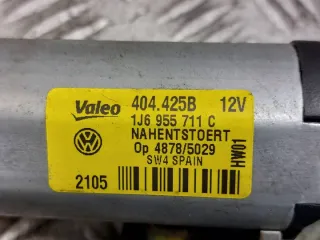 Valeo 404.425B 12V
1J6 955 711 C
NAHENTSTOERT
Op 4878/5029
SW4 SPAIN
HW01
2105